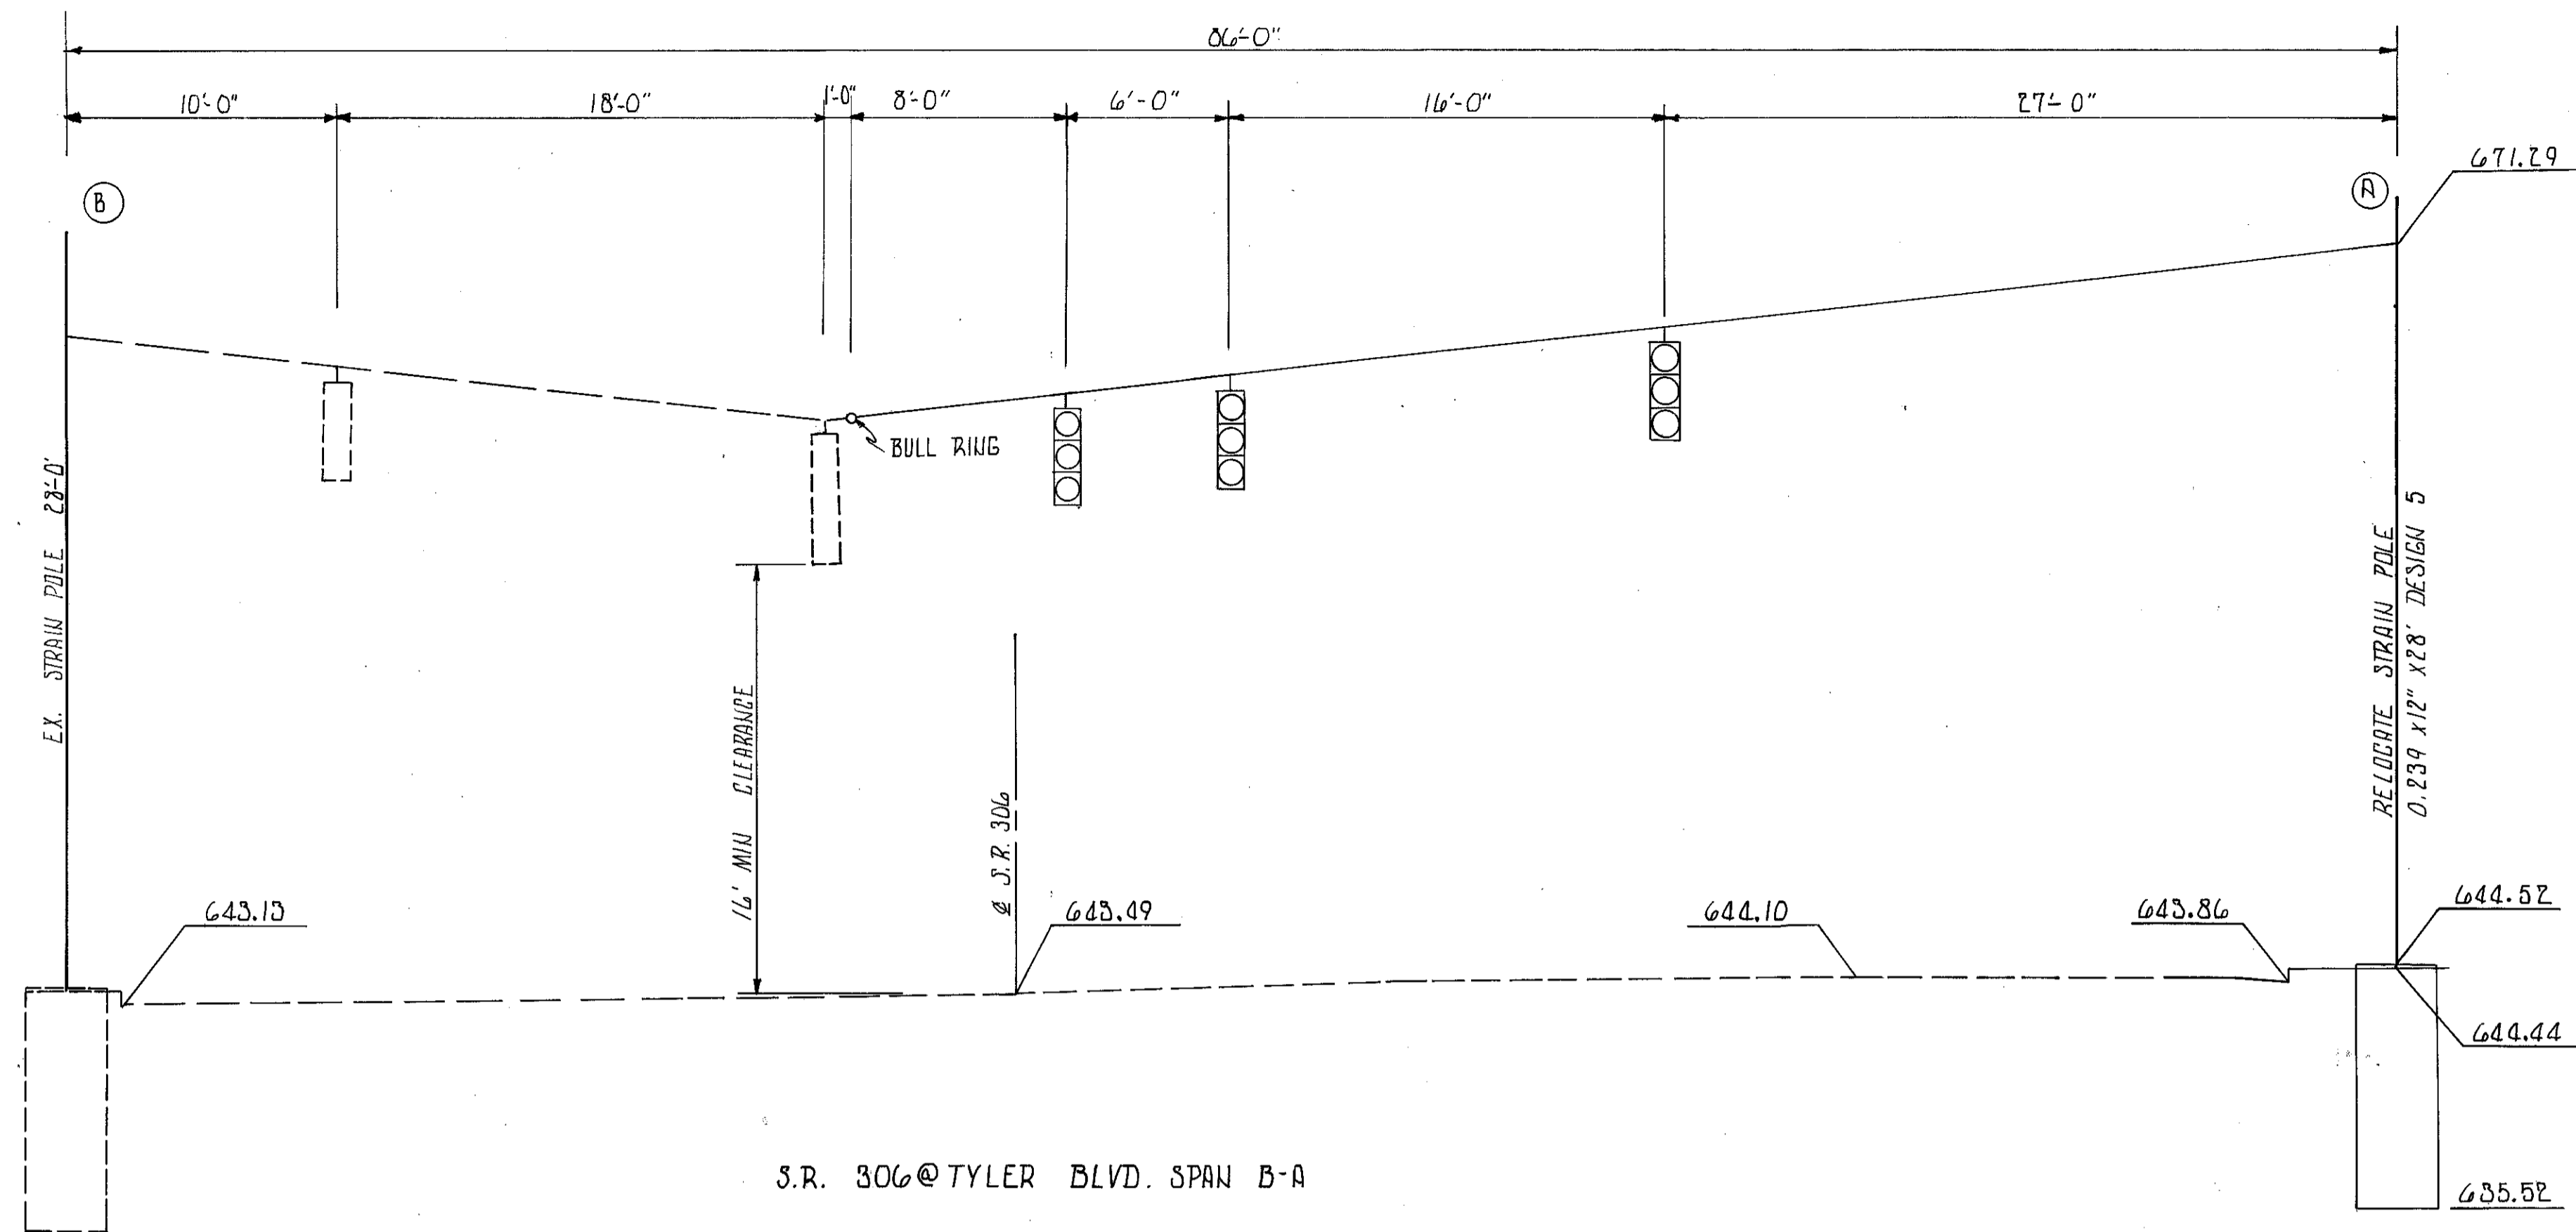 86'-0"
10'-0" 18'-0" 1'-0" 8'-0" 6'-0" 16'-0" 27'-0"
671.29
B
A
BULL RING
EX. STRAIN POLE 28'-0'
16' MIN CLEARANCE
℄ S.R. 306
RELOCATE STRAIN POLE
0.239 X12" X28' DESIGN 5
643.13
643.49
644.10
643.86
644.52
644.44
635.52
S.R. 306 @ TYLER BLVD. SPAN B-A